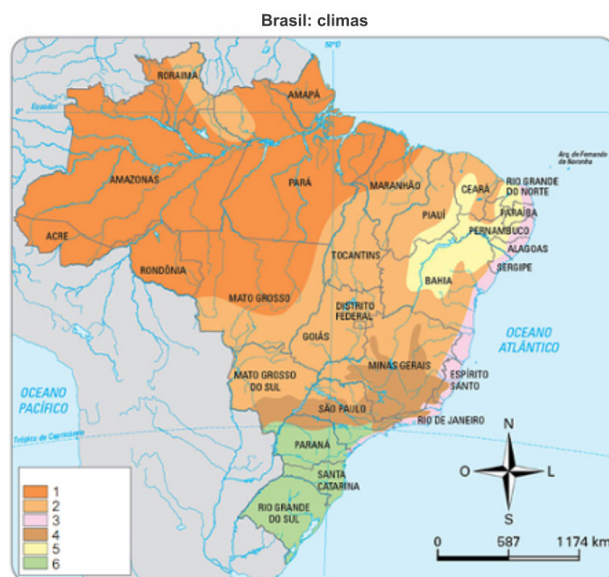 Brasil: climas
50°O
RORAIMA
AMAPÁ
Equador
0°
Arq. de Fernando
de Noronha
AMAZONAS
PARÁ
MARANHÃO
CEARÁ
RIO GRANDE
DO NORTE
PARAÍBA
PIAUÍ
PERNAMBUCO
ACRE
ALAGOAS
TOCANTINS
SERGIPE
RONDÔNIA
BAHIA
MATO GROSSO
DISTRITO
FEDERAL
OCEANO
ATLÂNTICO
GOIÁS
MINAS GERAIS
MATO GROSSO
DO SUL
ESPÍRITO
SANTO
OCEANO
PACÍFICO
SÃO PAULO
RIO DE JANEIRO
Trópico de Capricórnio
PARANÁ
SANTA
CATARINA
RIO GRANDE
DO SUL
N
O
L
S
1
2
3
4
5
6
0 587 1 174 km